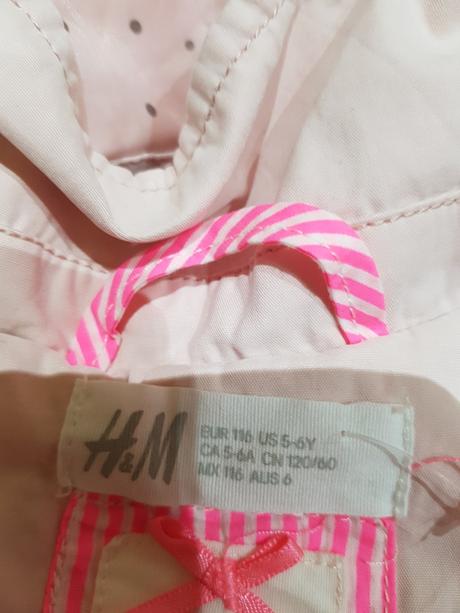 H&M
EUR 116 US 5-6Y
CA 5-6A CN 120/60
MX 116 AUS 6